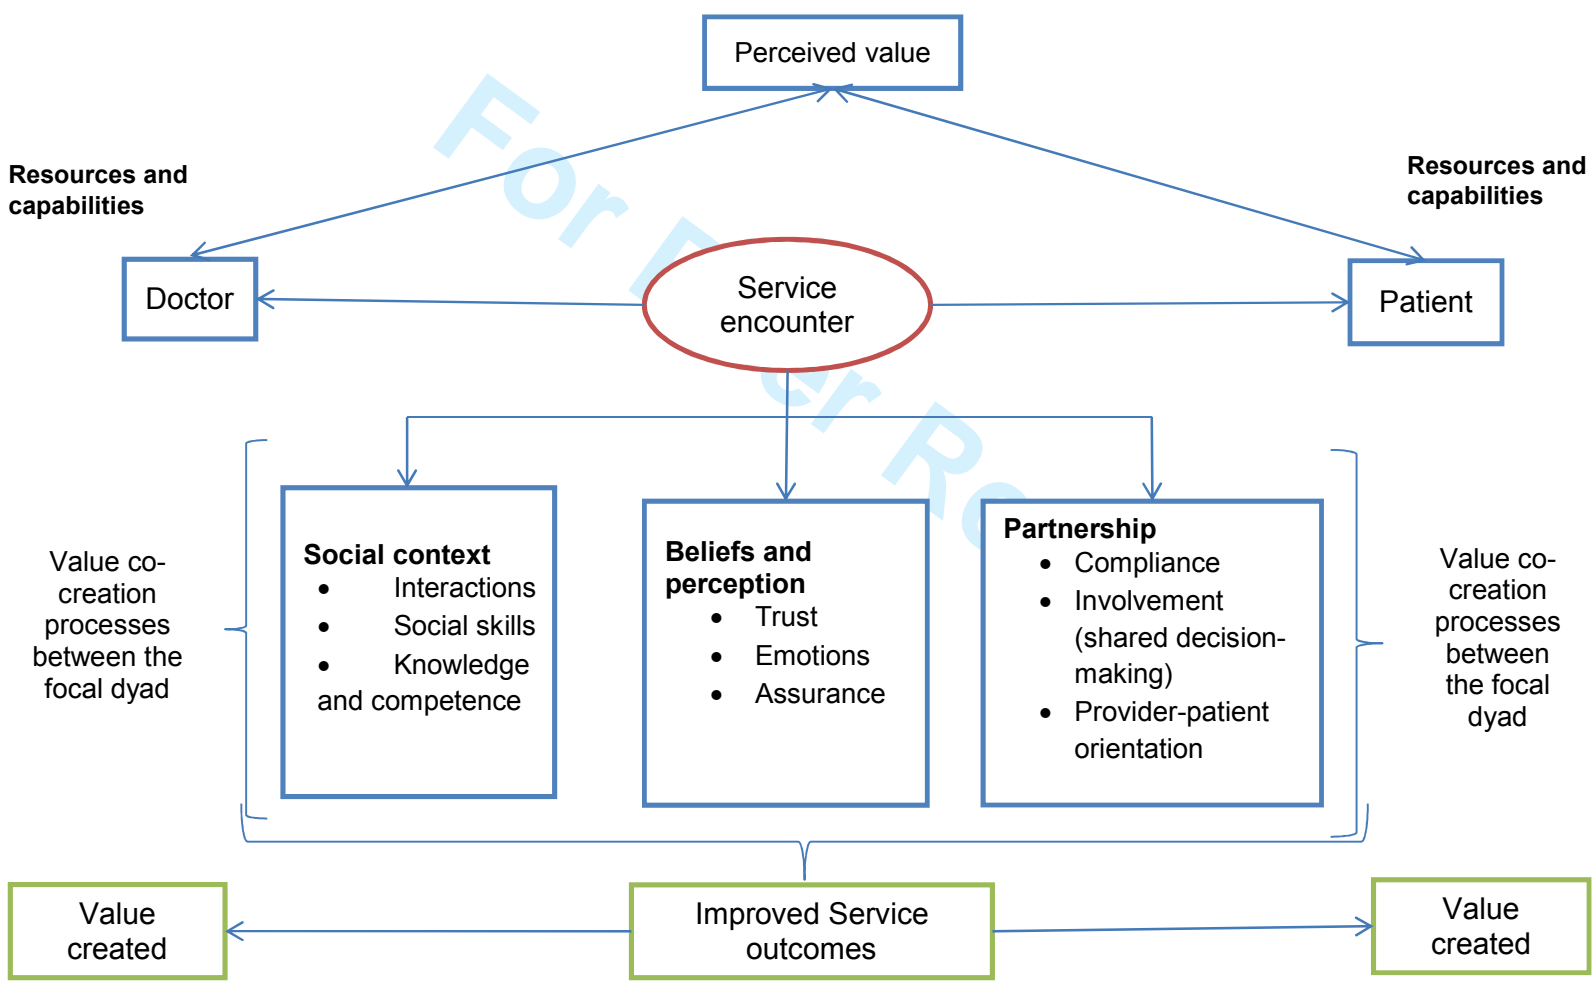 Perceived value
Resources and
capabilities
Resources and
capabilities
Doctor
Service
encounter
Patient
Value co-
creation
processes
between the
focal dyad
Social context
• Interactions
• Social skills
• Knowledge
and competence
Beliefs and
perception
• Trust
• Emotions
• Assurance
Partnership
• Compliance
• Involvement
(shared decision-
making)
• Provider-patient
orientation
Value co-
creation
processes
between
the focal
dyad
Value
created
Improved Service
outcomes
Value
created
For Peer Re